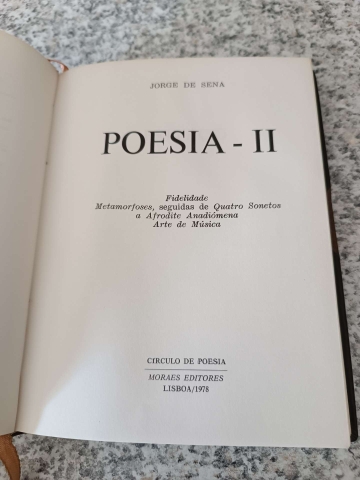 JORGE DE SENA
POESIA - II
Fidelidade
Metamorfoses, seguidas de Quatro Sonetos
a Afrodite Anadiómena
Arte de Música
CIRCULO DE POESIA
MORAES EDITORES
LISBOA/1978